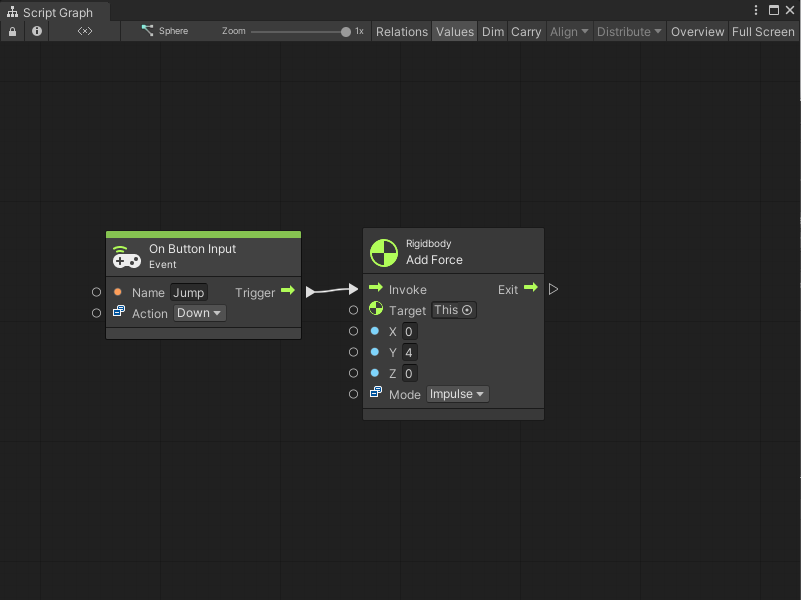 Script Graph
<×> Sphere Zoom 1x Relations Values Dim Carry Align Distribute Overview Full Screen
On Button Input
Event
Name Jump Trigger
Action Down
Rigidbody
Add Force
Invoke Exit
Target This
X 0
Y 4
Z 0
Mode Impulse